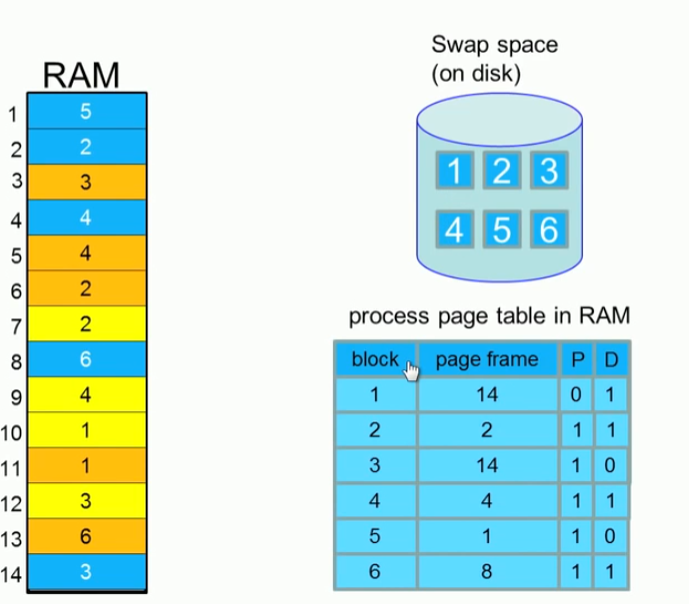 RAM
1 5
2 2
3 3
4 4
5 4
6 2
7 2
8 6
9 4
10 1
11 1
12 3
13 6
14 3
Swap space
(on disk)
1 2 3
4 5 6
process page table in RAM
block page frame P D
1 14 0 1
2 2 1 1
3 14 1 0
4 4 1 1
5 1 1 0
6 8 1 1